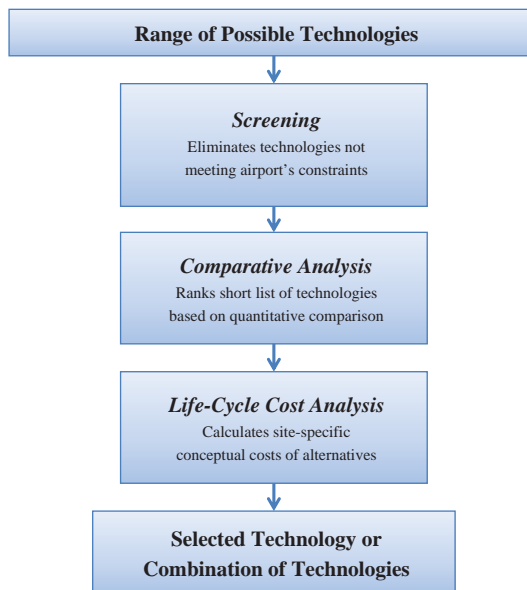 Range of Possible Technologies
Screening
Eliminates technologies not
meeting airport’s constraints
Comparative Analysis
Ranks short list of technologies
based on quantitative comparison
Life-Cycle Cost Analysis
Calculates site-specific
conceptual costs of alternatives
Selected Technology or
Combination of Technologies